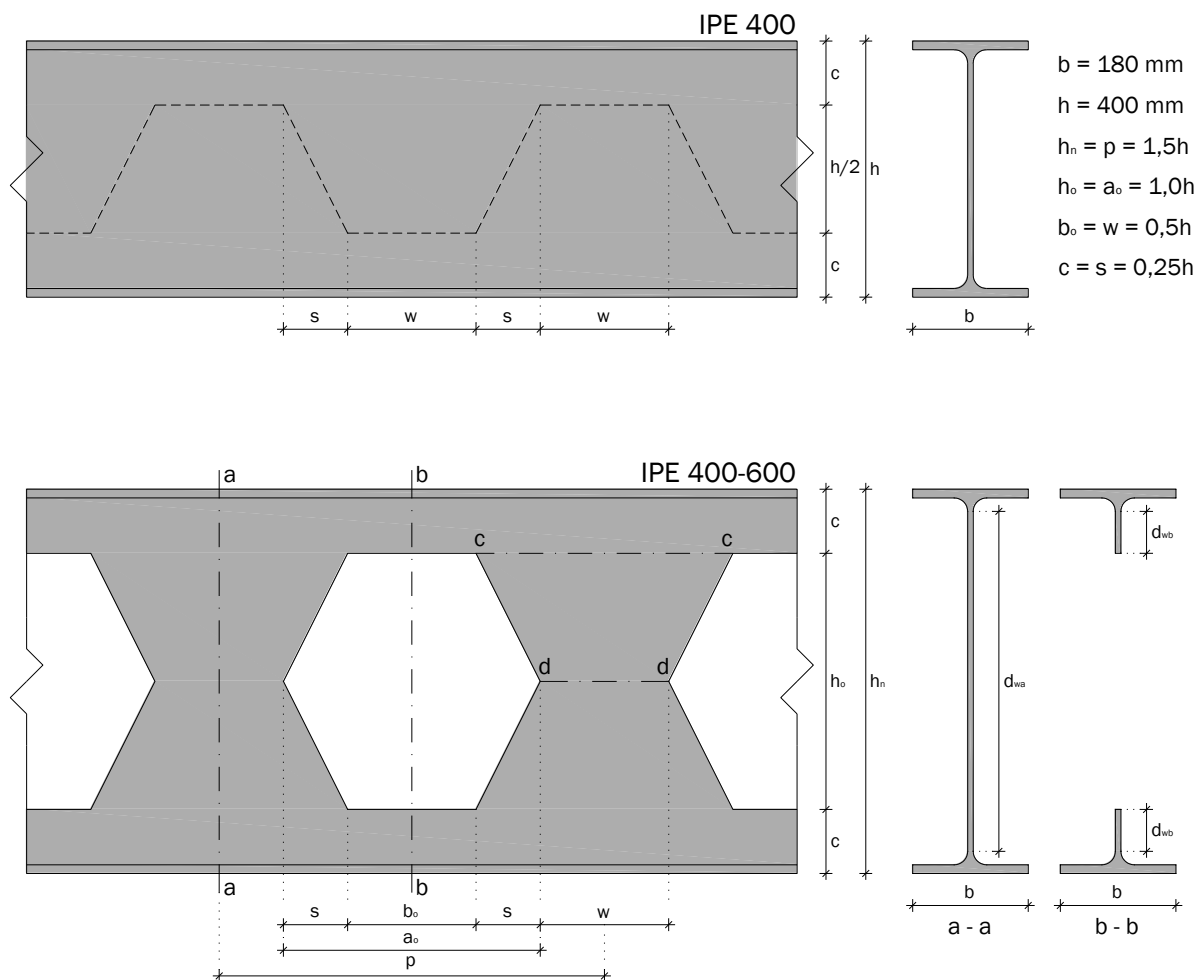 IPE 400
c
h/2
h
c
s
w
s
w
b
b = 180 mm
h = 400 mm
hₙ = p = 1,5h
hₒ = aₒ = 1,0h
bₒ = w = 0,5h
c = s = 0,25h
IPE 400-600
a
b
c
c
d
d
a
b
c
hₒ
hₙ
c
s
bₒ
s
w
aₒ
p
dwa
b
a - a
dwb
dwb
b
b - b